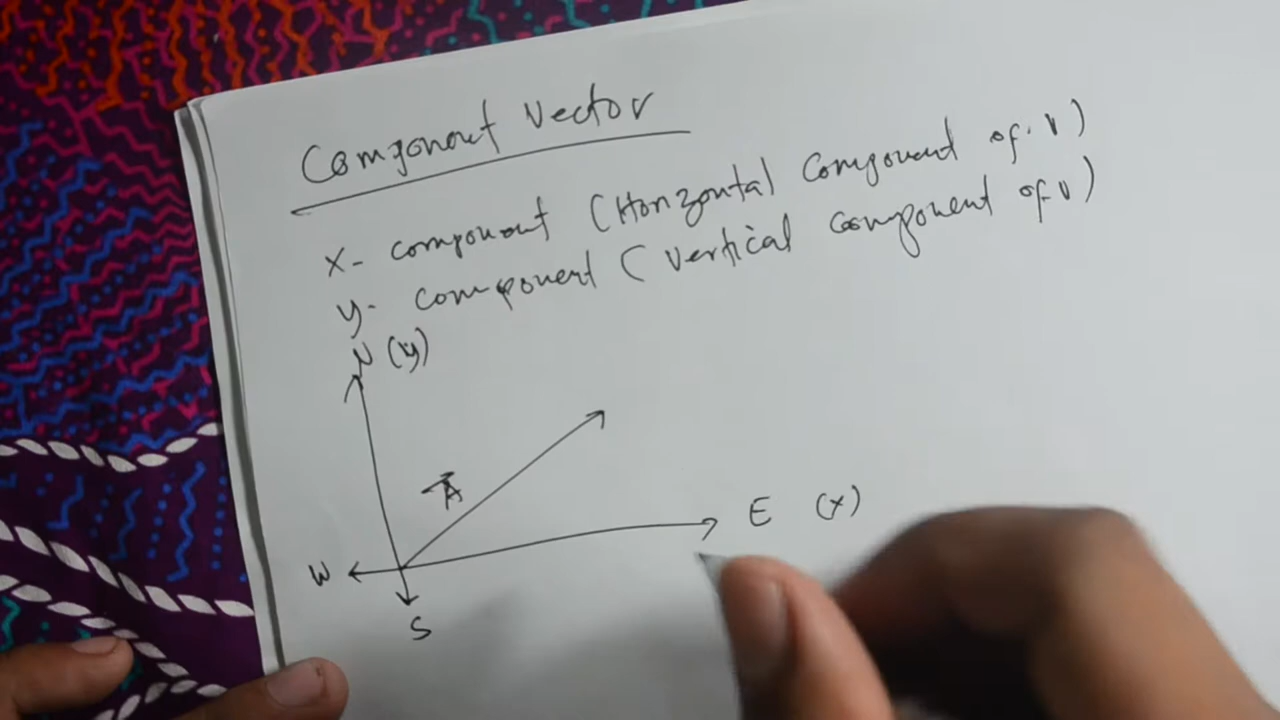 Component Vector
x- component (Horizontal component of v)
y- component (vertical component of v)
N (y)
A
E (x)
W
S